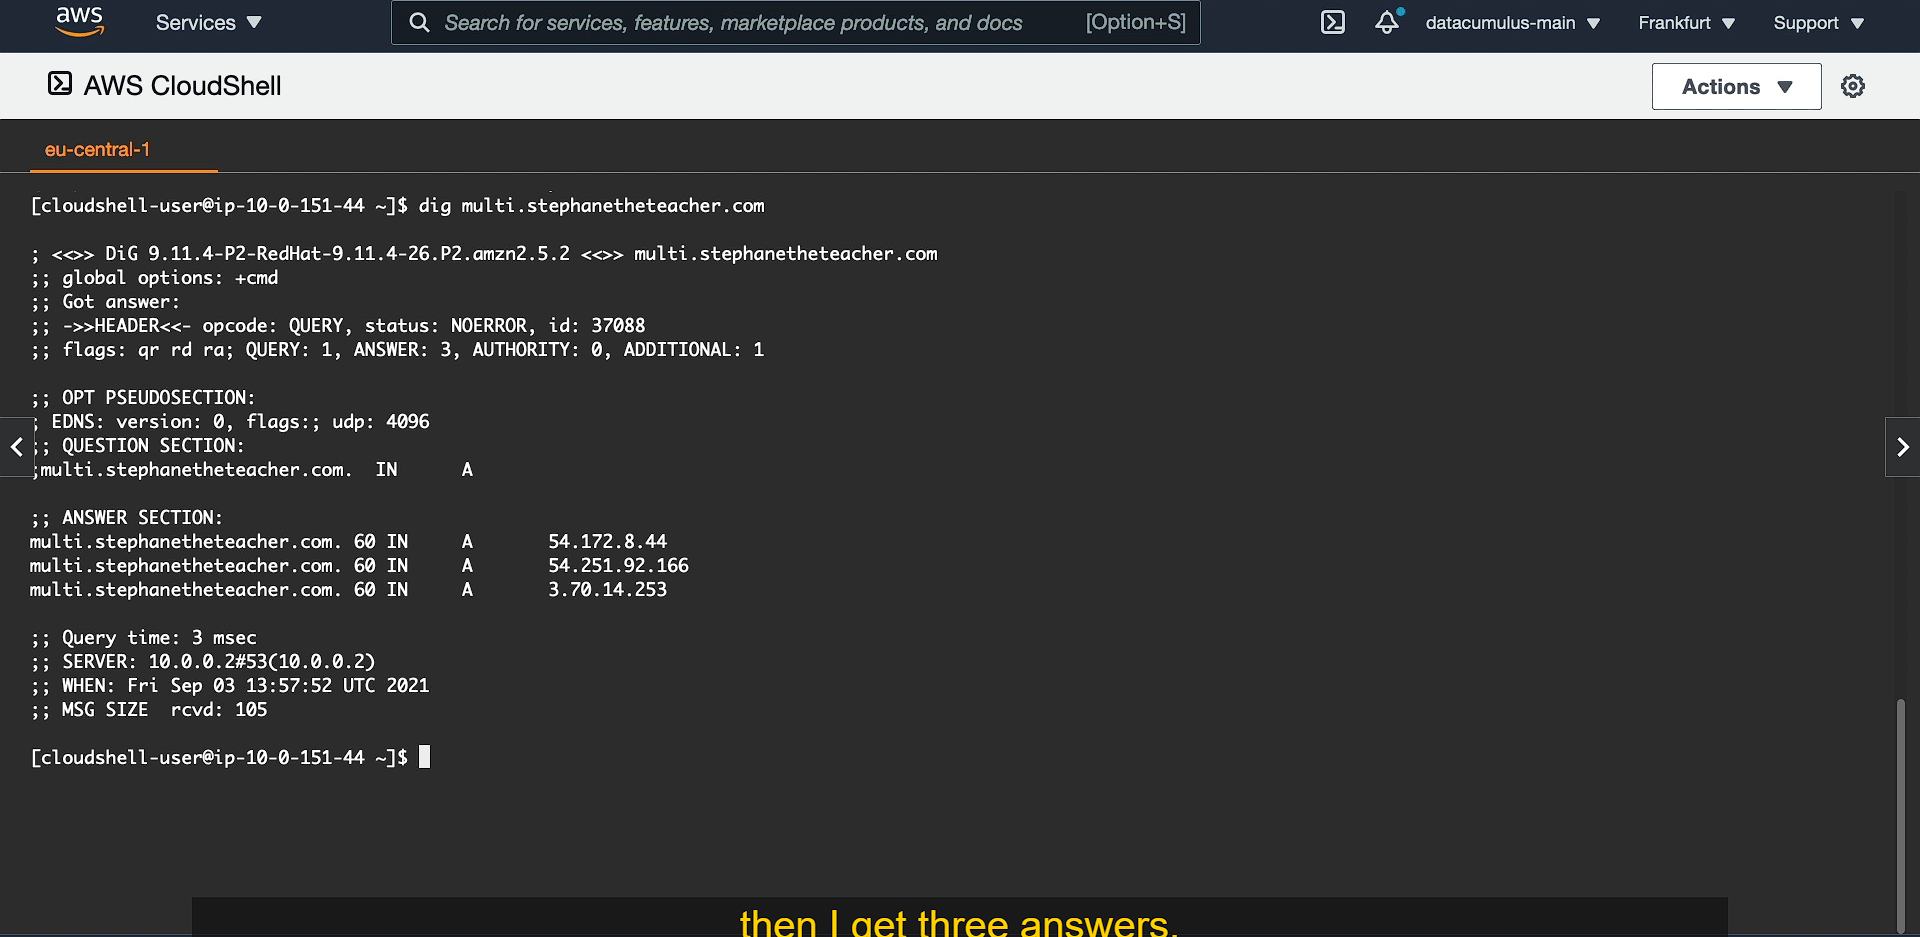 aws Services Search for services, features, marketplace products, and docs [Option+S] datacumulus-main Frankfurt Support
AWS CloudShell Actions
eu-central-1
[cloudshell-user@ip-10-0-151-44 ~]$ dig multi.stephanetheteacher.com
; <<>> DiG 9.11.4-P2-RedHat-9.11.4-26.P2.amzn2.5.2 <<>> multi.stephanetheteacher.com
;; global options: +cmd
;; Got answer:
;; ->>HEADER<<- opcode: QUERY, status: NOERROR, id: 37088
;; flags: qr rd ra; QUERY: 1, ANSWER: 3, AUTHORITY: 0, ADDITIONAL: 1
;; OPT PSEUDOSECTION:
; EDNS: version: 0, flags:; udp: 4096
;; QUESTION SECTION:
;multi.stephanetheteacher.com. IN A
;; ANSWER SECTION:
multi.stephanetheteacher.com. 60 IN A 54.172.8.44
multi.stephanetheteacher.com. 60 IN A 54.251.92.166
multi.stephanetheteacher.com. 60 IN A 3.70.14.253
;; Query time: 3 msec
;; SERVER: 10.0.0.2#53(10.0.0.2)
;; WHEN: Fri Sep 03 13:57:52 UTC 2021
;; MSG SIZE  rcvd: 105
[cloudshell-user@ip-10-0-151-44 ~]$
then I get three answers,